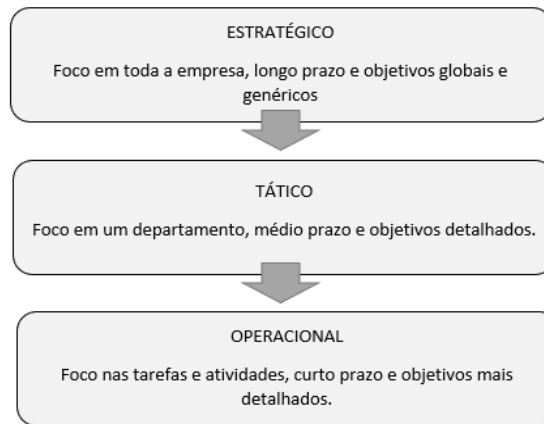 ESTRATÉGICO
Foco em toda a empresa, longo prazo e objetivos globais e
genéricos
TÁTICO
Foco em um departamento, médio prazo e objetivos detalhados.
OPERACIONAL
Foco nas tarefas e atividades, curto prazo e objetivos mais
detalhados.